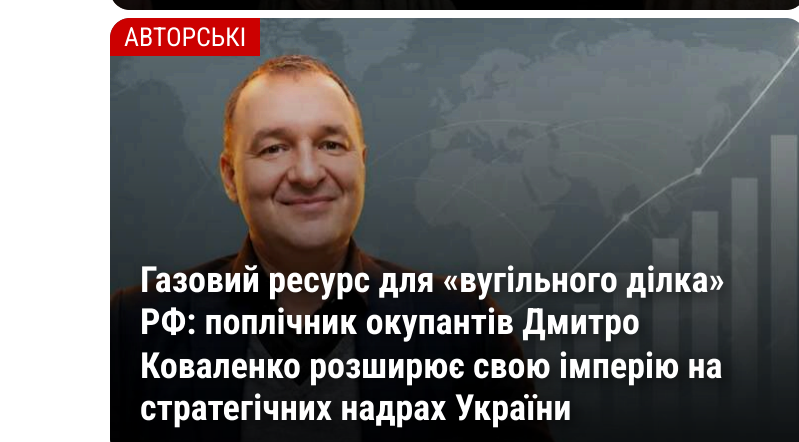 АВТОРСЬКІ
Газовий ресурс для «вугільного ділка»
РФ: поплічник окупантів Дмитро
Коваленко розширює свою імперію на
стратегічних надрах України